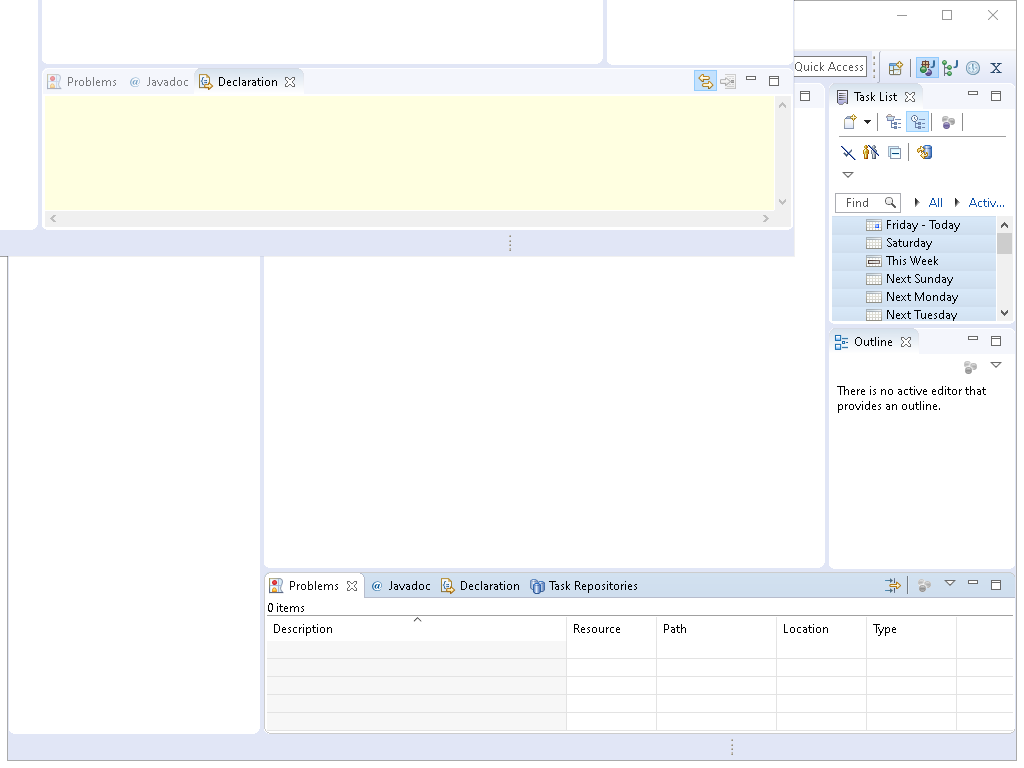 Problems @ Javadoc Declaration
Quick Access
Task List
Find All Activ...
Friday - Today
Saturday
This Week
Next Sunday
Next Monday
Next Tuesday
Outline
There is no active editor that
provides an outline.
Problems @ Javadoc Declaration Task Repositories
0 items
Description Resource Path Location Type